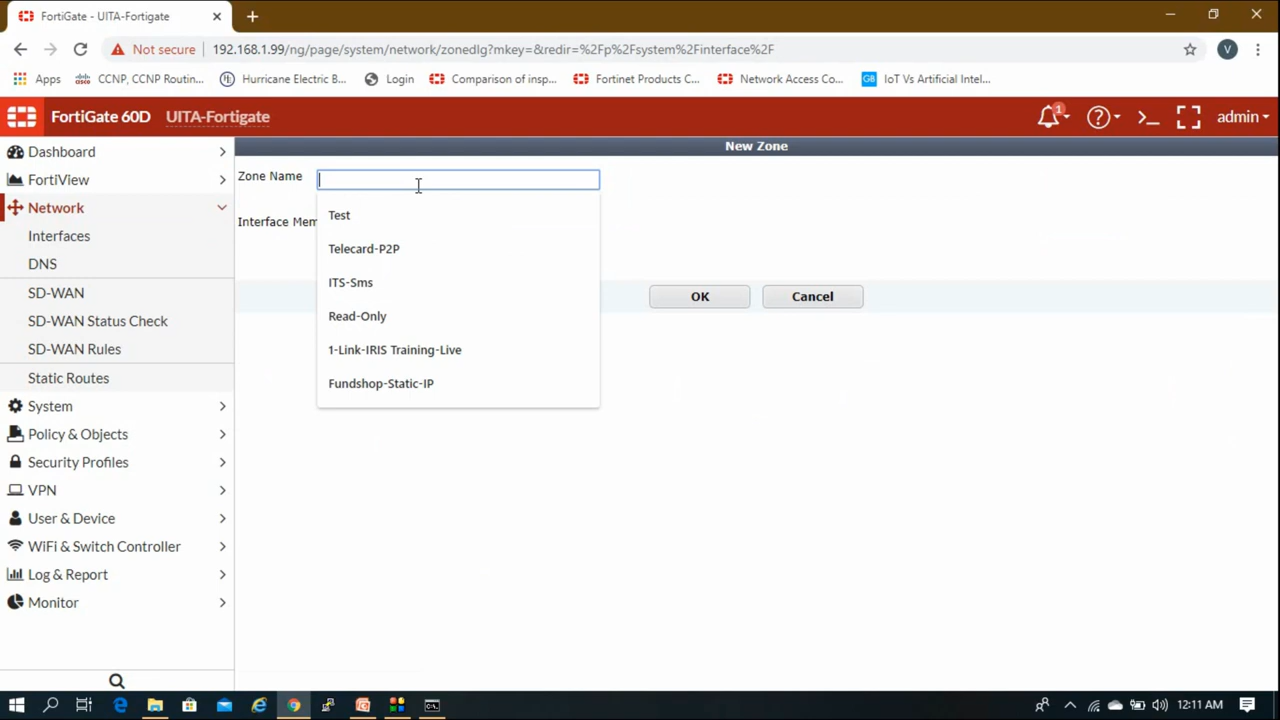 FortiGate - UITA-Fortigate
Not secure
192.168.1.99/ng/page/system/network/zonedlg?mkey=&redir=%2Fp%2Fsystem%2Finterface%2F
V
Apps
CCNP, CCNP Routin...
Hurricane Electric B...
Login
Comparison of insp...
Fortinet Products C...
Network Access Co...
GB
IoT Vs Artificial Intel...
FortiGate 60D
UITA-Fortigate
1
admin
Dashboard
FortiView
Network
Interfaces
DNS
SD-WAN
SD-WAN Status Check
SD-WAN Rules
Static Routes
System
Policy & Objects
Security Profiles
VPN
User & Device
WiFi & Switch Controller
Log & Report
Monitor
New Zone
Zone Name
Interface Mem
Test
Telecard-P2P
ITS-Sms
Read-Only
1-Link-IRIS Training-Live
Fundshop-Static-IP
OK
Cancel
12:11 AM